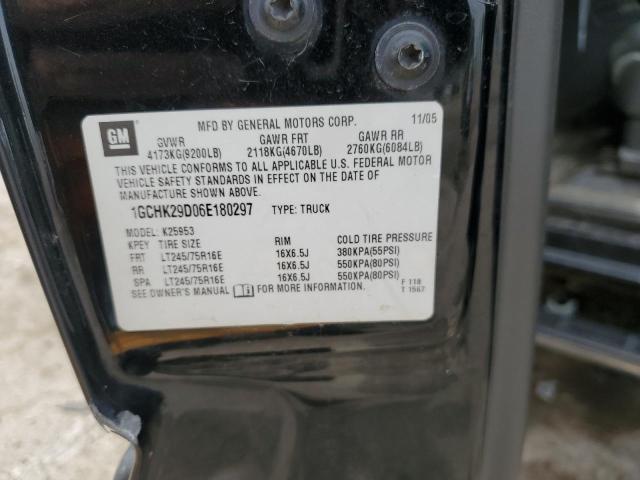 GM
MFD BY GENERAL MOTORS CORP. 11/05
GVWR GAWR FRT GAWR RR
4173KG(9200LB) 2118KG(4670LB) 2760KG(6084LB)
THIS VEHICLE CONFORMS TO ALL APPLICABLE U.S. FEDERAL MOTOR
VEHICLE SAFETY STANDARDS IN EFFECT ON THE DATE OF
MANUFACTURE SHOWN ABOVE.
1GCHK29D06E180297 TYPE: TRUCK
MODEL: K25953
KPEY TIRE SIZE RIM COLD TIRE PRESSURE
FRT LT245/75R16E 16X6.5J 380KPA(55PSI)
RR LT245/75R16E 16X6.5J 550KPA(80PSI)
SPA LT245/75R16E 16X6.5J 550KPA(80PSI)
SEE OWNER'S MANUAL FOR MORE INFORMATION.
F 118
T 1567